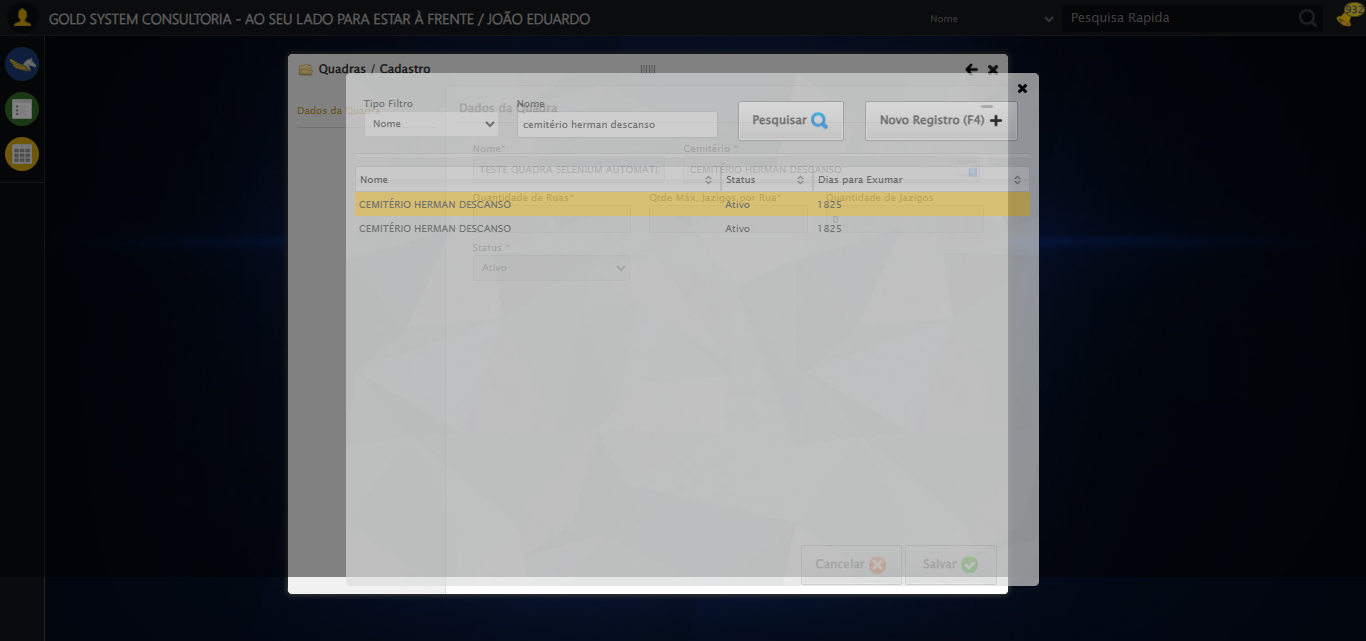 GOLD SYSTEM CONSULTORIA - AO SEU LADO PARA ESTAR À FRENTE / JOÃO EDUARDO
Nome
Pesquisa Rapida
932
Quadras / Cadastro
Dados da Quadra
Dados da Quadra
Tipo Filtro
Nome
Nome
cemitério herman descanso
Pesquisar
Novo Registro (F4)
Nome*
Cemitério *
TESTE QUADRA SELENIUM AUTOMATI
CEMITÉRIO HERMAN DESCANSO
Nome
Status
Dias para Exumar
Quantidade de Ruas*
Qtde Máx. Jazigos por Rua*
Quantidade de Jazigos
CEMITÉRIO HERMAN DESCANSO
Ativo
1825
0
CEMITÉRIO HERMAN DESCANSO
Ativo
1825
Status *
Ativo
Cancelar
Salvar